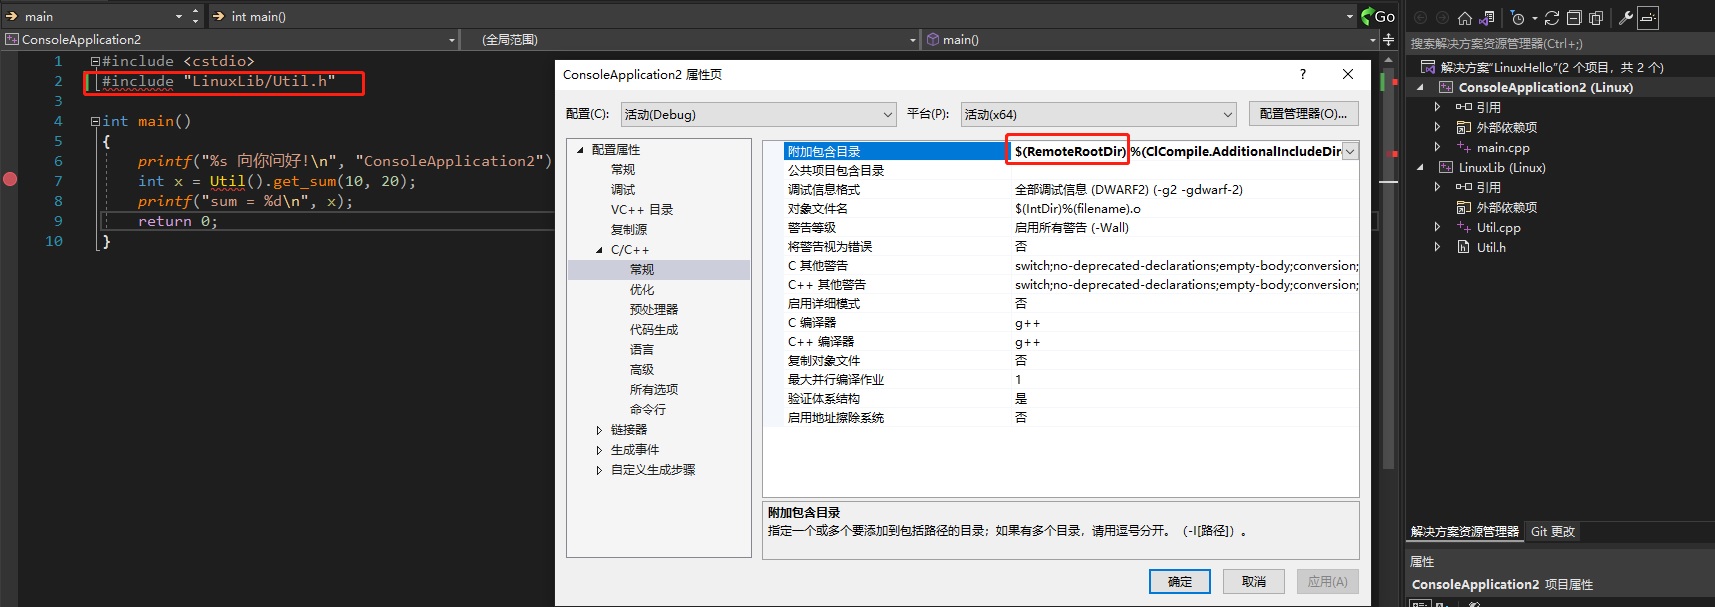 main
int main()
Go
ConsoleApplication2
(全局范围)
main()
1 #include <cstdio>
2 #include "LinuxLib/Util.h"
3
4 int main()
5 {
6 printf("%s 向你问好!\n", "ConsoleApplication2")
7 int x = Util().get_sum(10, 20);
8 printf("sum = %d\n", x);
9 return 0;
10 }
ConsoleApplication2 属性页
? ×
配置(C):
活动(Debug)
平台(P):
活动(x64)
配置管理器(O)...
配置属性
常规
调试
VC++ 目录
复制源
C/C++
常规
优化
预处理器
代码生成
语言
高级
所有选项
命令行
链接器
生成事件
自定义生成步骤
附加包含目录 $(RemoteRootDir) %(ClCompile.AdditionalIncludeDir
公共项目包含目录
调试信息格式 全部调试信息 (DWARF2) (-g2 -gdwarf-2)
对象文件名 $(IntDir)%(filename).o
警告等级 启用所有警告 (-Wall)
将警告视为错误 否
C 其他警告 switch;no-deprecated-declarations;empty-body;conversion;
C++ 其他警告 switch;no-deprecated-declarations;empty-body;conversion;
启用详细模式 否
C 编译器 g++
C++ 编译器 g++
复制对象文件 否
最大并行编译作业 1
验证体系结构 是
启用地址擦除系统 否
附加包含目录
指定一个或多个要添加到包括路径的目录；如果有多个目录，请用逗号分开。 (-I[路径]) 。
确定
取消
应用(A)
搜索解决方案资源管理器(Ctrl+;)
解决方案"LinuxHello"(2 个项目，共 2 个)
ConsoleApplication2 (Linux)
引用
外部依赖项
main.cpp
LinuxLib (Linux)
引用
外部依赖项
Util.cpp
Util.h
解决方案资源管理器
Git 更改
属性
ConsoleApplication2 项目属性